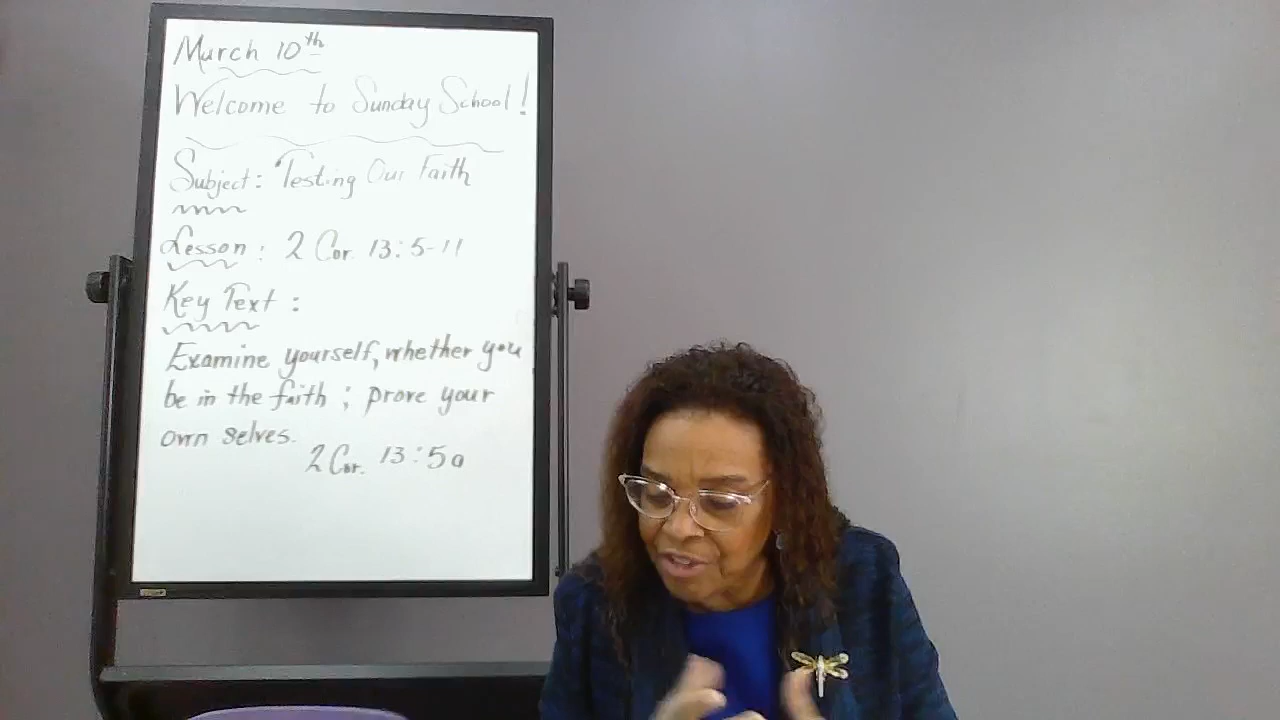 March 10th
Welcome to Sunday School!
Subject: Testing Our Faith
Lesson: 2 Cor. 13:5-11
Key Text:
Examine yourself, whether you
be in the faith; prove your
own selves.
2 Cor. 13:5a